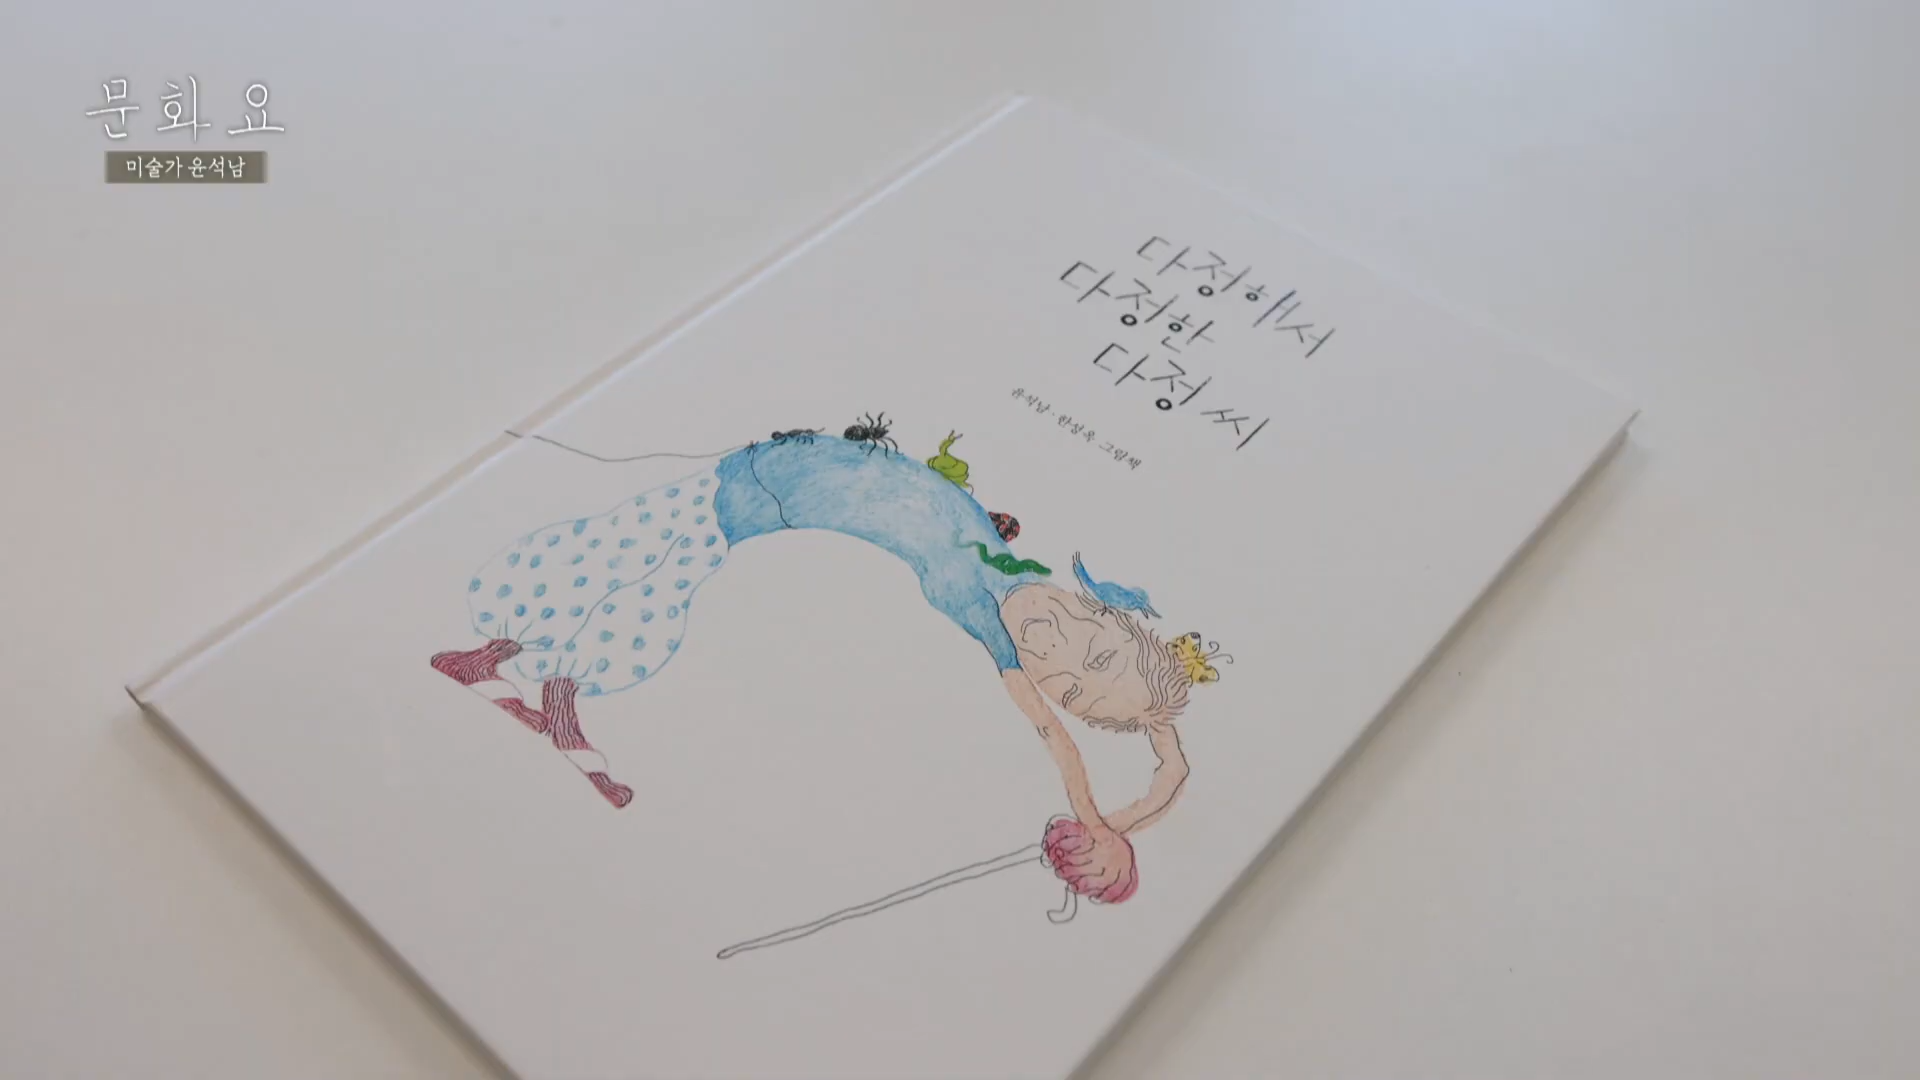 문화요
미술가 윤석남
다정해서
다정한
다정 씨
윤석남·한성옥 그림책